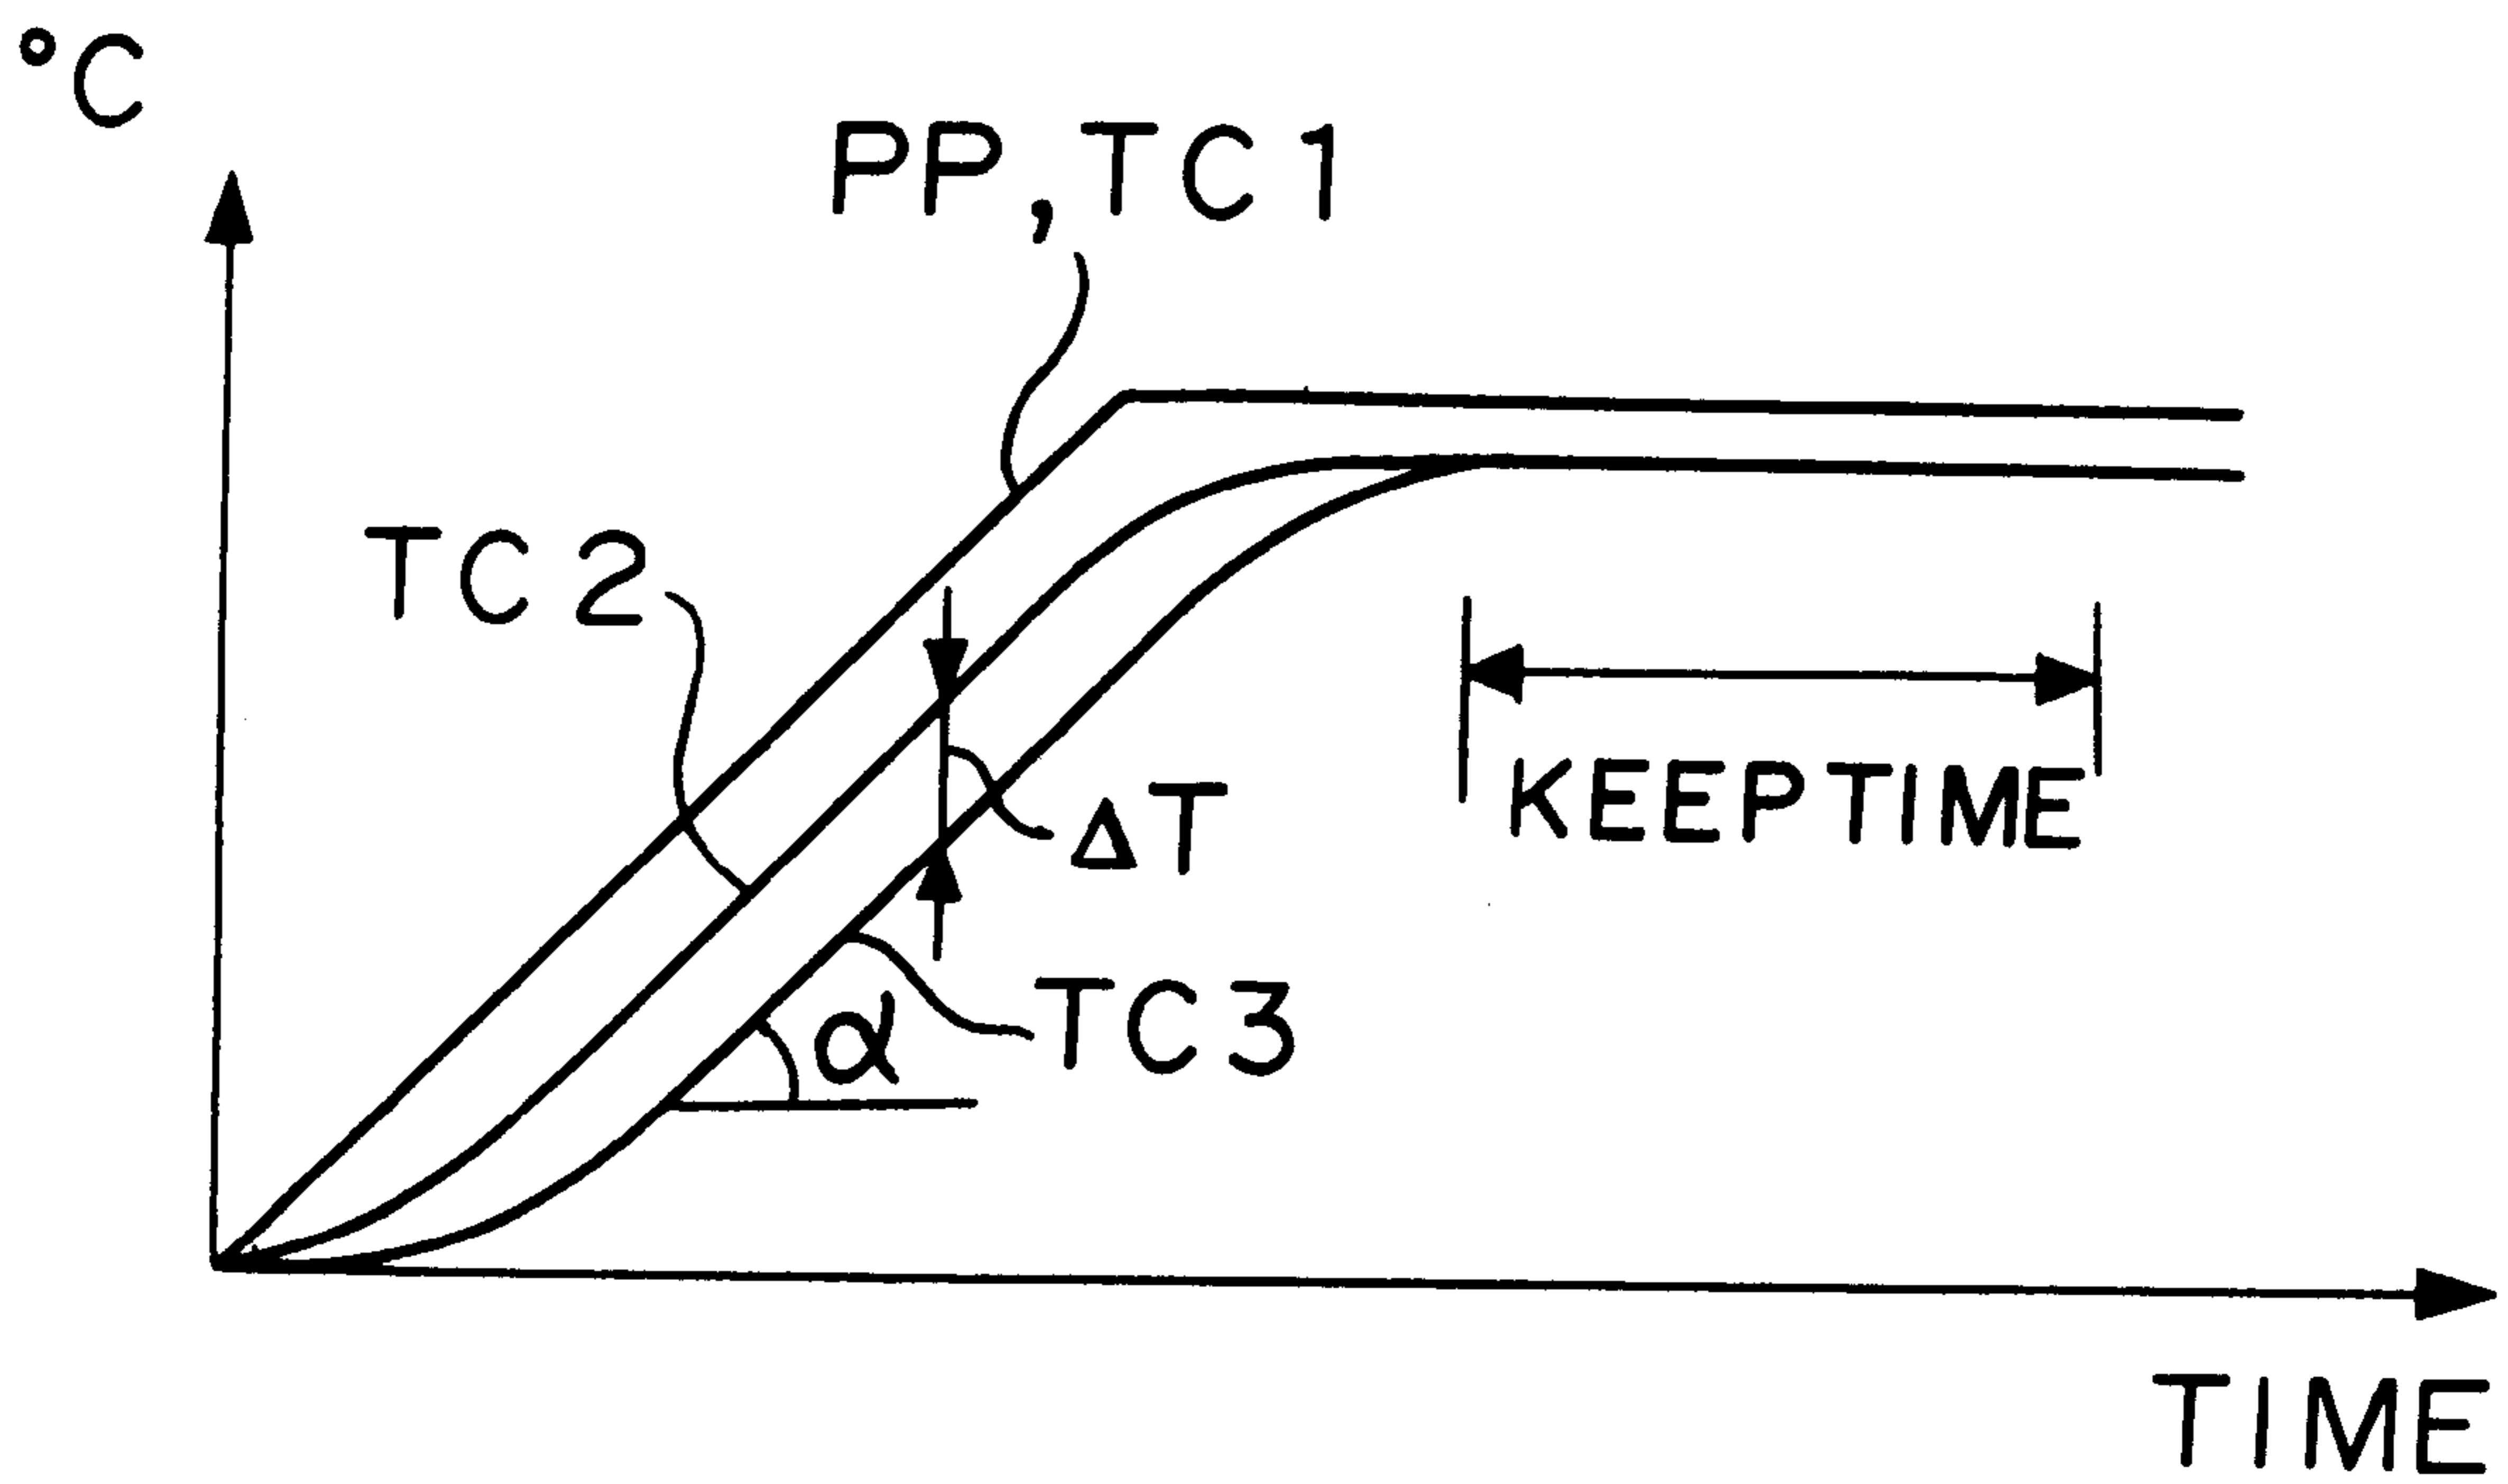 °C
PP, TC1
TC2
ΔT
KEEPTIME
TC3
α
TIME